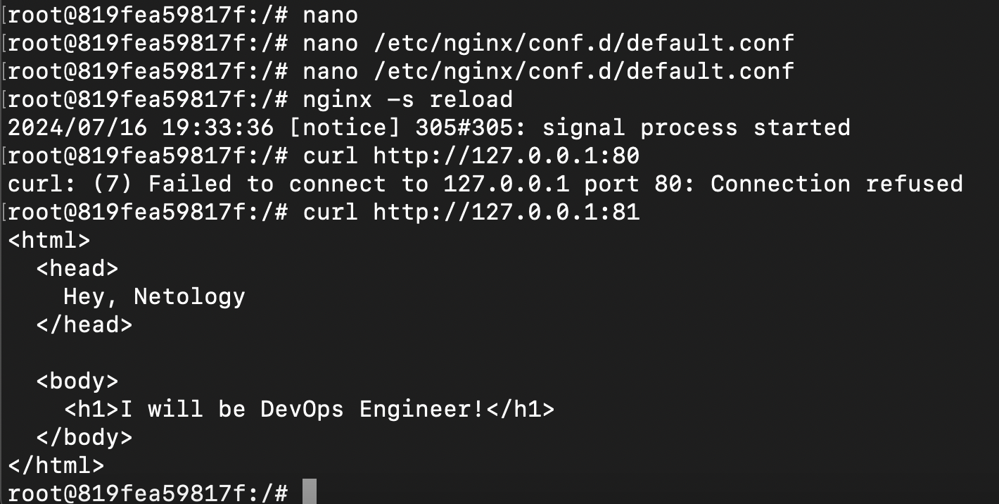 [root@819fea59817f:/# nano
[root@819fea59817f:/# nano /etc/nginx/conf.d/default.conf
[root@819fea59817f:/# nano /etc/nginx/conf.d/default.conf
[root@819fea59817f:/# nginx -s reload
2024/07/16 19:33:36 [notice] 305#305: signal process started
[root@819fea59817f:/# curl http://127.0.0.1:80
curl: (7) Failed to connect to 127.0.0.1 port 80: Connection refused
[root@819fea59817f:/# curl http://127.0.0.1:81
<html>
  <head>
    Hey, Netology
  </head>

  <body>
    <h1>I will be DevOps Engineer!</h1>
  </body>
</html>
root@819fea59817f:/#